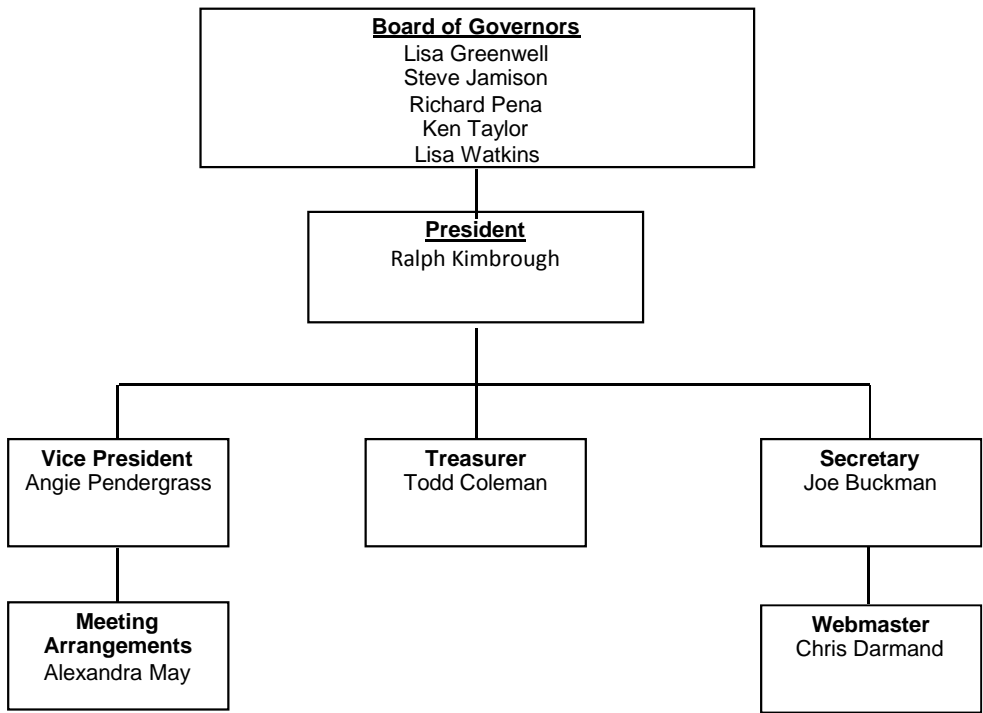 Board of Governors
Lisa Greenwell
Steve Jamison
Richard Pena
Ken Taylor
Lisa Watkins
President
Ralph Kimbrough
Vice President
Angie Pendergrass
Treasurer
Todd Coleman
Secretary
Joe Buckman
Meeting
Arrangements
Alexandra May
Webmaster
Chris Darmand